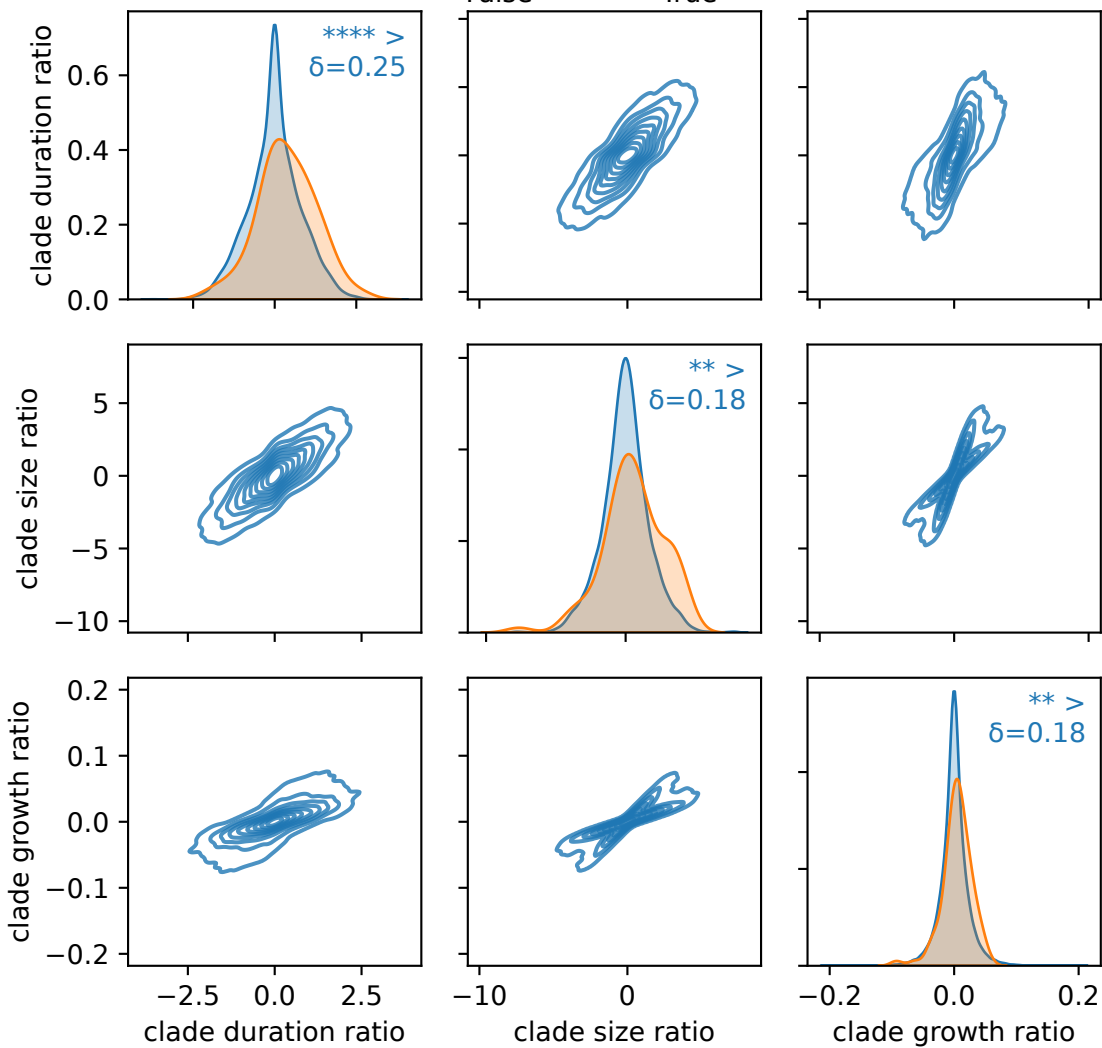 **** >
δ=0.25
clade duration ratio
0.6
0.4
0.2
0.0
** >
δ=0.18
clade size ratio
5
0
−5
−10
** >
δ=0.18
clade growth ratio
0.2
0.1
0.0
−0.1
−0.2
−2.5 0.0 2.5 −10 0 −0.2 0.0 0.2
clade duration ratio clade size ratio clade growth ratio